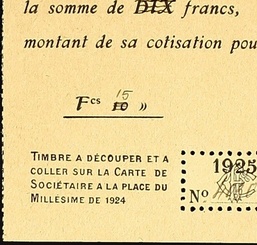 la somme de DIX francs,
montant de sa cotisation pou
15
Fcs 10 »
TIMBRE A DÉCOUPER ET A
COLLER SUR LA CARTE DE
SOCIÉTAIRE A LA PLACE DU
MILLÉSIME DE 1924
1925
No